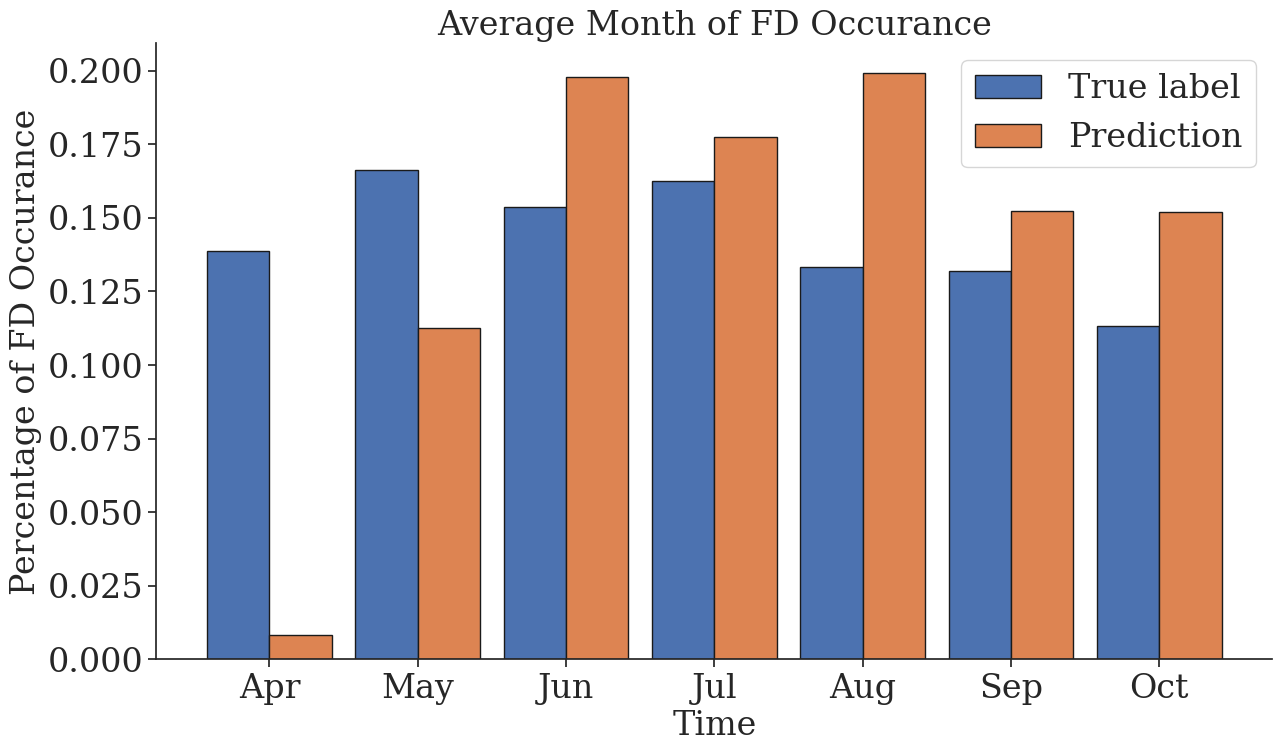 Average Month of FD Occurance
True label
Prediction
Percentage of FD Occurance
0.200
0.175
0.150
0.125
0.100
0.075
0.050
0.025
0.000
Apr May Jun Jul Aug Sep Oct
Time